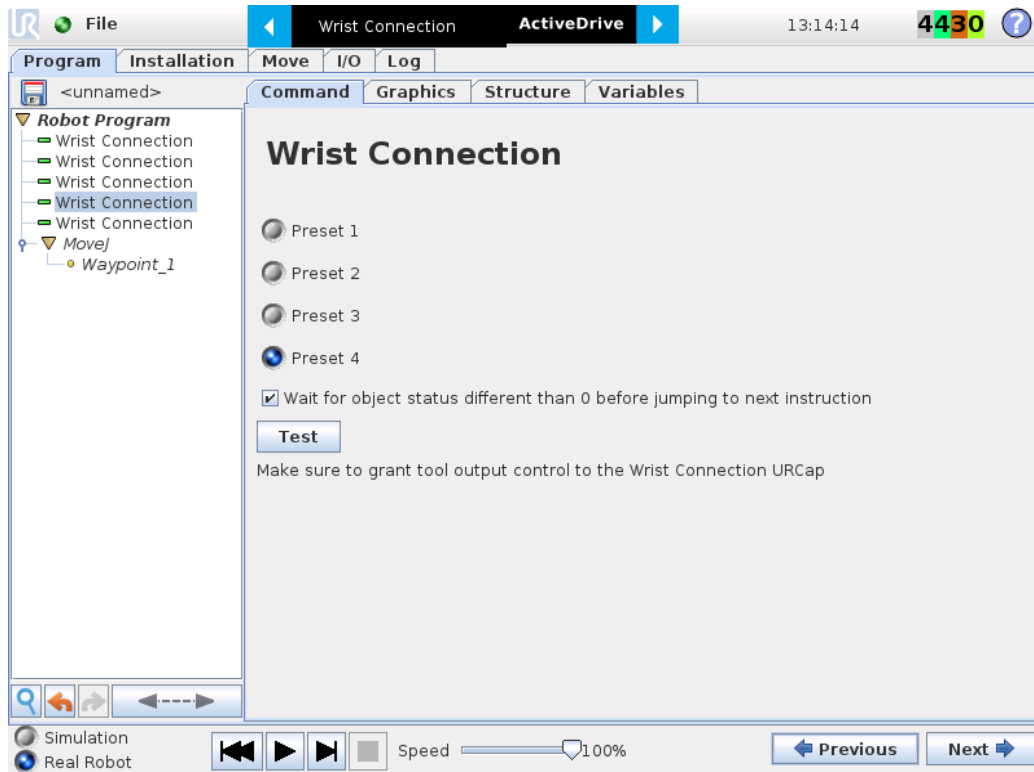 UR File Wrist Connection ActiveDrive 13:14:14 4430 ?
Program Installation Move I/O Log
<unnamed> Command Graphics Structure Variables
Robot Program
Wrist Connection
Wrist Connection
Wrist Connection
Wrist Connection
Wrist Connection
MoveJ
Waypoint_1
Wrist Connection
Preset 1
Preset 2
Preset 3
Preset 4
Wait for object status different than 0 before jumping to next instruction
Test
Make sure to grant tool output control to the Wrist Connection URCap
Simulation
Real Robot
Speed 100% Previous Next